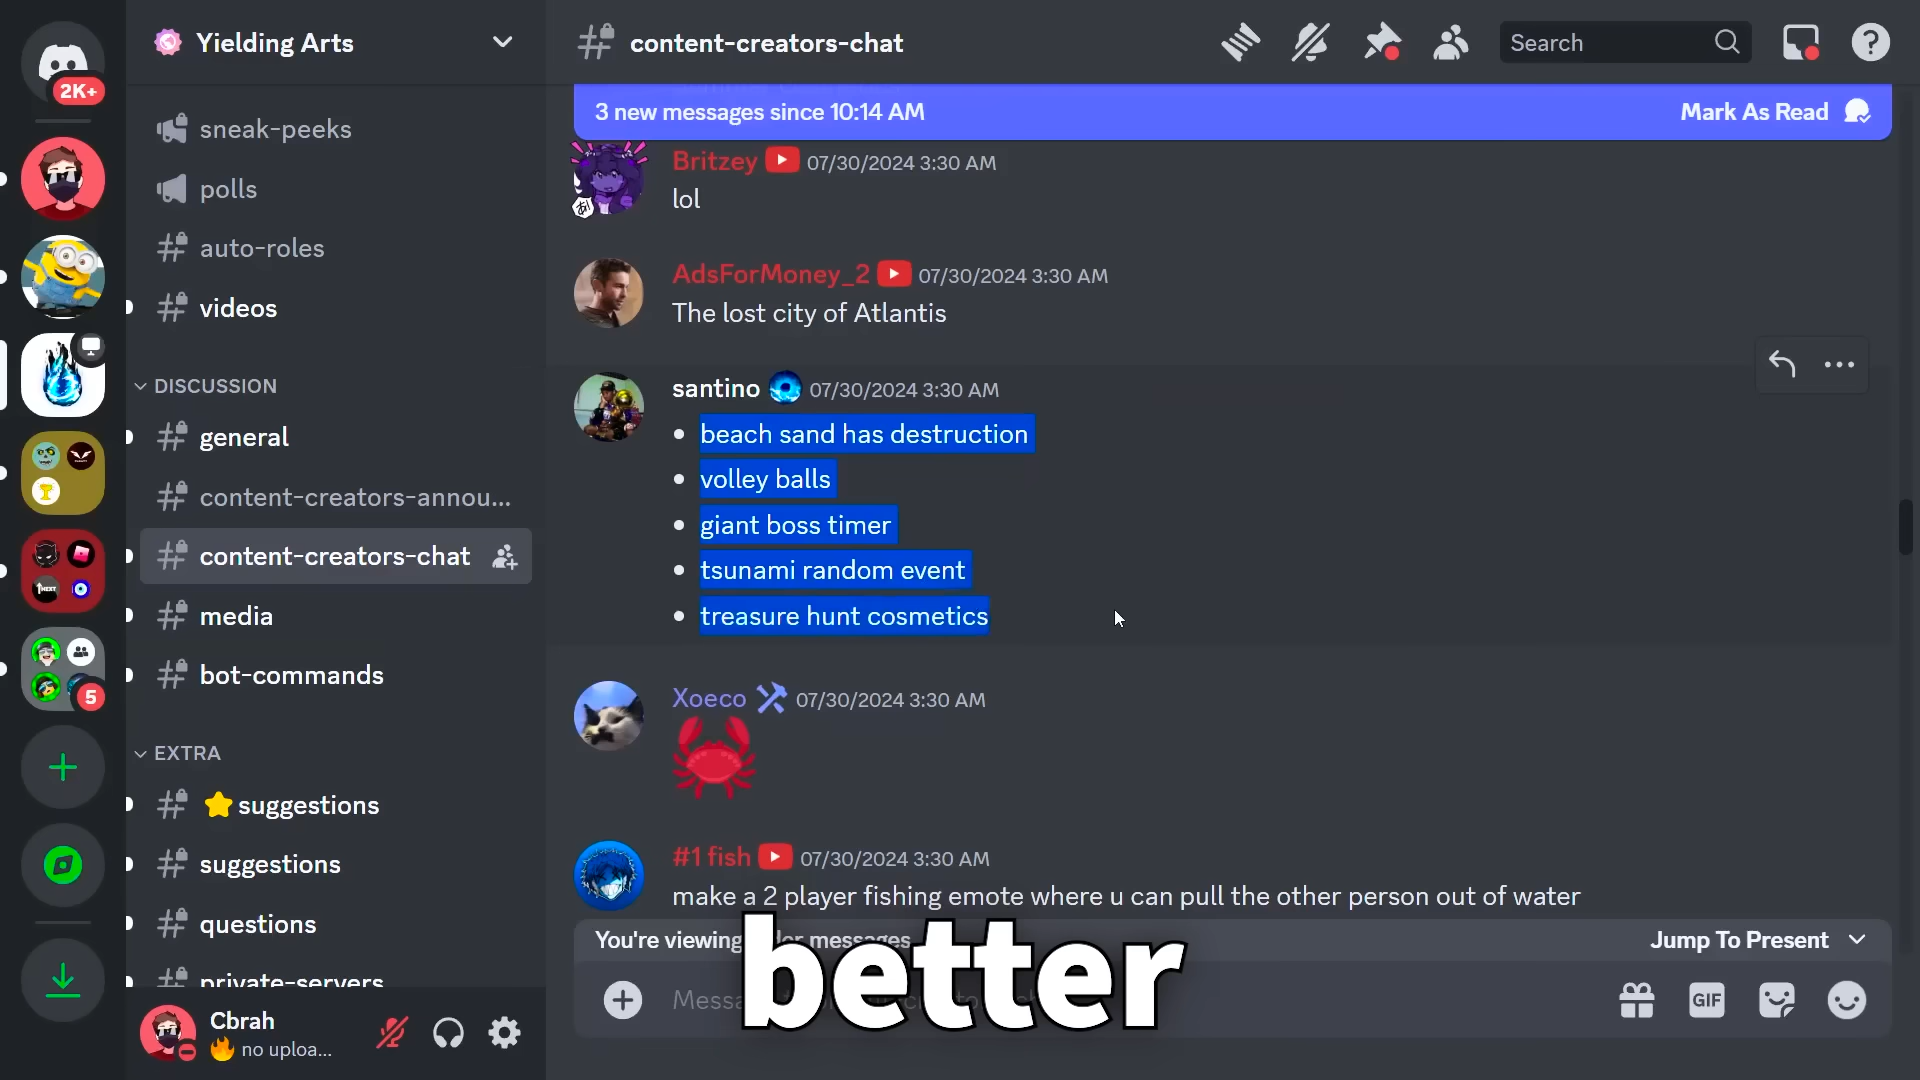 2K+
5
Yielding Arts
sneak-peeks
polls
auto-roles
videos
DISCUSSION
general
content-creators-annou...
content-creators-chat
media
bot-commands
EXTRA
suggestions
suggestions
questions
private-servers
Cbrah
no uploa...
content-creators-chat
Search
3 new messages since 10:14 AM
Mark As Read
Britzey 07/30/2024 3:30 AM
lol
AdsForMoney_2 07/30/2024 3:30 AM
The lost city of Atlantis
santino 07/30/2024 3:30 AM
beach sand has destruction
volley balls
giant boss timer
tsunami random event
treasure hunt cosmetics
Xoeco 07/30/2024 3:30 AM
#1 fish 07/30/2024 3:30 AM
make a 2 player fishing emote where u can pull the other person out of water
You're viewing messages
Jump To Present
GIF
better